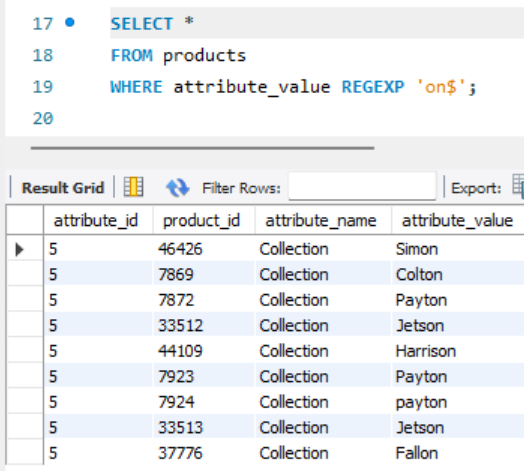 17 SELECT *
18 FROM products
19 WHERE attribute_value REGEXP 'on$';
20
Result Grid Filter Rows: Export:
attribute_id product_id attribute_name attribute_value
5 46426 Collection Simon
5 7869 Collection Colton
5 7872 Collection Payton
5 33512 Collection Jetson
5 44109 Collection Harrison
5 7923 Collection Payton
5 7924 Collection payton
5 33513 Collection Jetson
5 37776 Collection Fallon